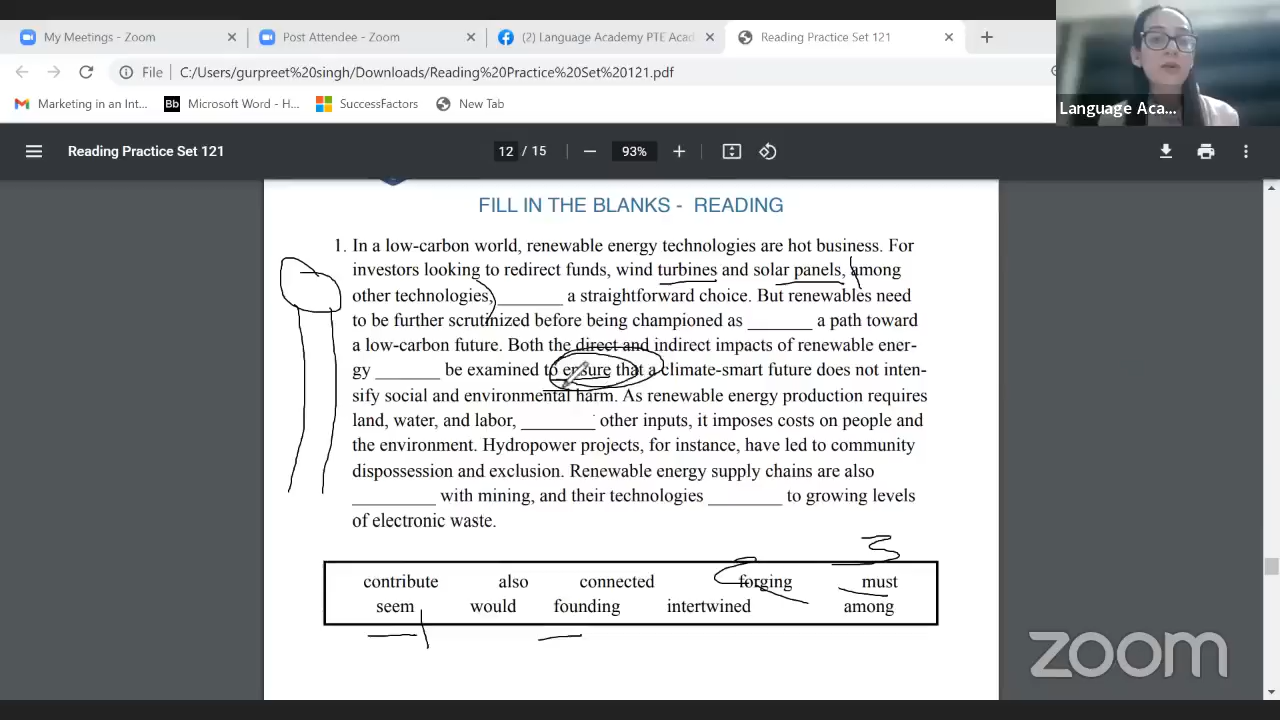 My Meetings - Zoom
Post Attendee - Zoom
(2) Language Academy PTE Acad
Reading Practice Set 121
File
C:/Users/gurpreet%20singh/Downloads/Reading%20Practice%20Set%20121.pdf
Marketing in an Int...
Bb Microsoft Word - H...
SuccessFactors
New Tab
Language Aca...
Reading Practice Set 121
12 / 15
93%
FILL IN THE BLANKS - READING
1. In a low-carbon world, renewable energy technologies are hot business. For
investors looking to redirect funds, wind turbines and solar panels, among
other technologies, _______ a straightforward choice. But renewables need
to be further scrutinized before being championed as _______ a path toward
a low-carbon future. Both the direct and indirect impacts of renewable ener-
gy _______ be examined to ensure that a climate-smart future does not inten-
sify social and environmental harm. As renewable energy production requires
land, water, and labor, ________ other inputs, it imposes costs on people and
the environment. Hydropower projects, for instance, have led to community
dispossession and exclusion. Renewable energy supply chains are also
_________ with mining, and their technologies ________ to growing levels
of electronic waste.
3
contribute also connected forging must
seem would founding intertwined among
1
zoom